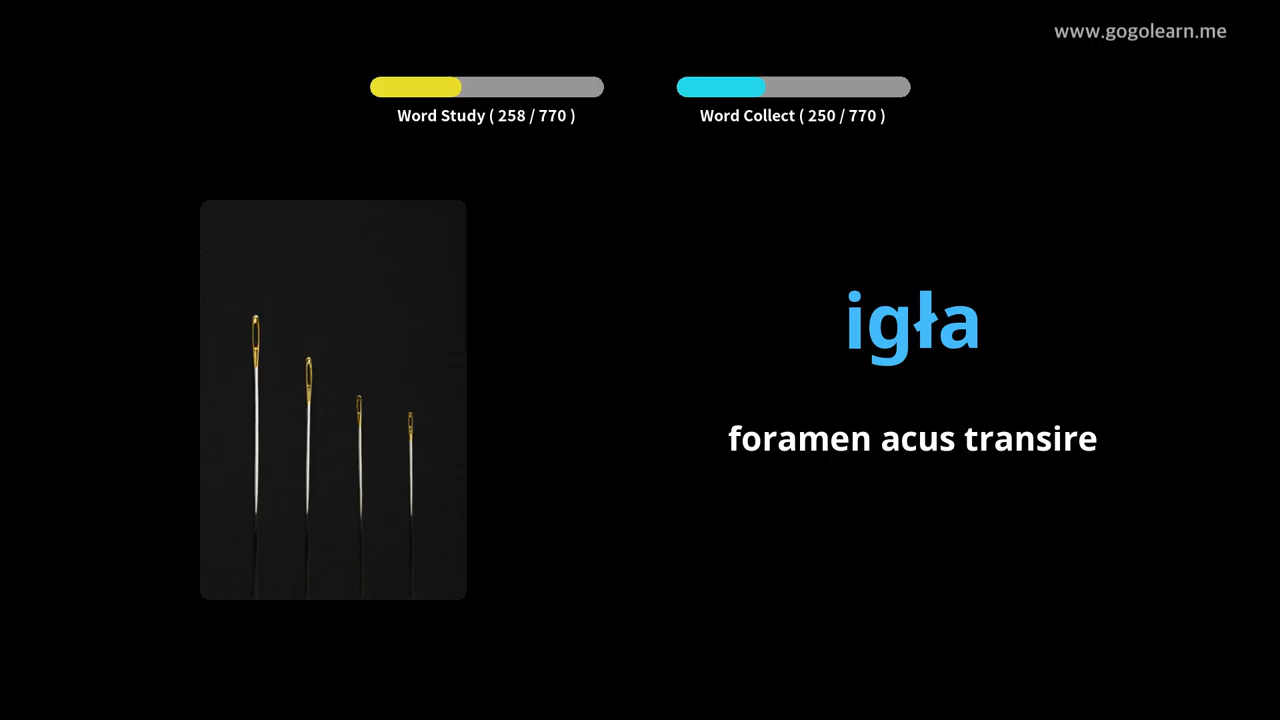 www.gogolearn.me
Word Study ( 258 / 770 )
Word Collect ( 250 / 770 )
igła
foramen acus transire